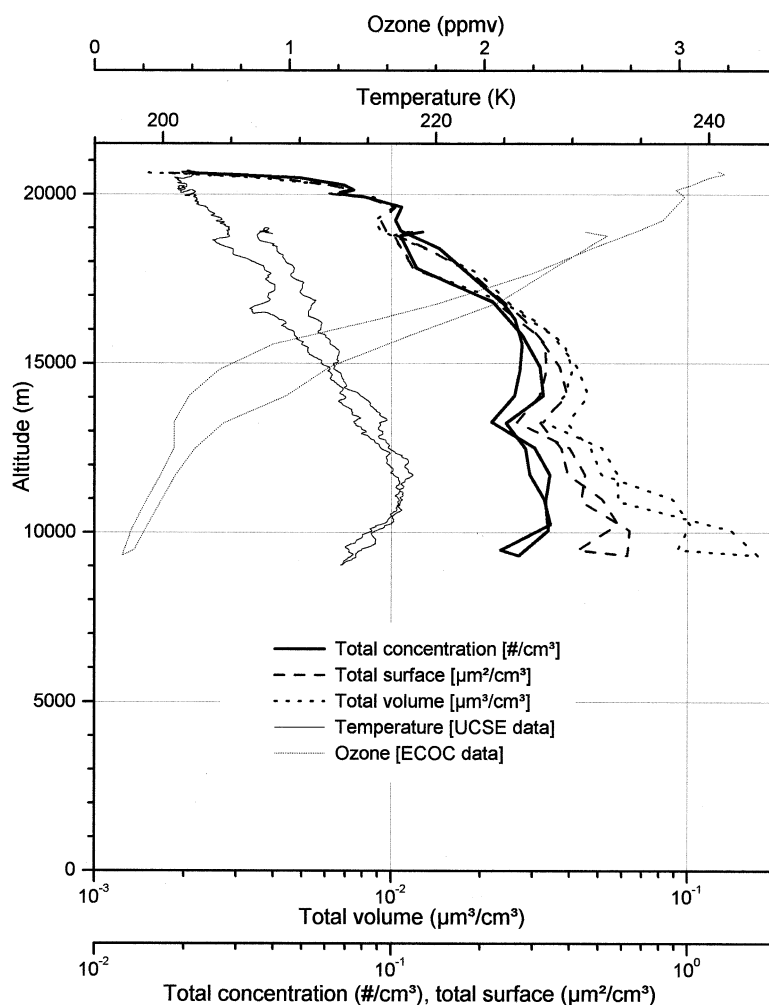 Ozone (ppmv)
0 1 2 3
Temperature (K)
200 220 240
20000
15000
10000
5000
0
Altitude (m)
Total concentration [#/cm³]
Total surface [µm²/cm³]
Total volume [µm³/cm³]
Temperature [UCSE data]
Ozone [ECOC data]
10⁻³ 10⁻² 10⁻¹
Total volume (µm³/cm³)
10⁻² 10⁻¹ 10⁰
Total concentration (#/cm³), total surface (µm²/cm³)